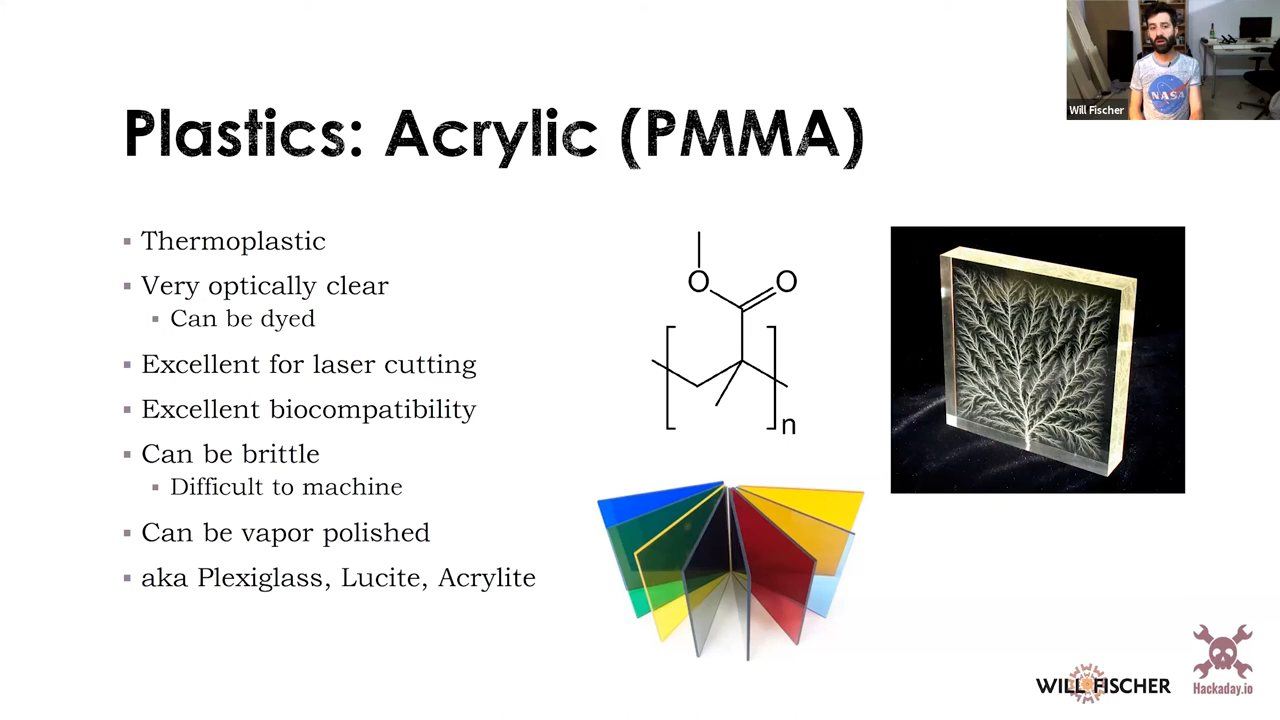 NASA
Will Fischer
Plastics: Acrylic (PMMA)
Thermoplastic
Very optically clear
Can be dyed
Excellent for laser cutting
Excellent biocompatibility
Can be brittle
Difficult to machine
Can be vapor polished
aka Plexiglass, Lucite, Acrylite
O
O
n
WILL FISCHER
Hackaday.io